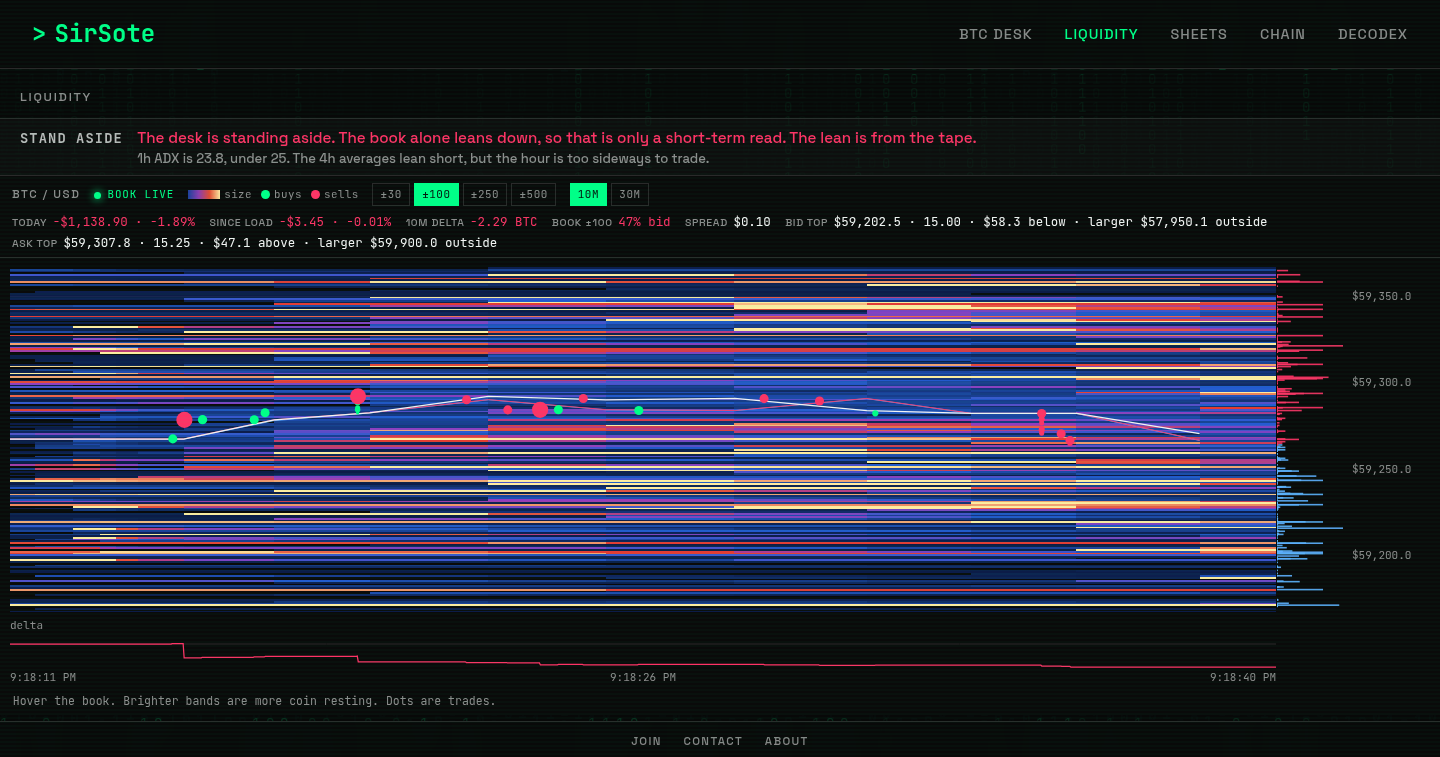 > SirSote
BTC DESK LIQUIDITY SHEETS CHAIN DECODEX
LIQUIDITY
STAND ASIDE The desk is standing aside. The book alone leans down, so that is only a short-term read. The lean is from the tape.
1h ADX is 23.8, under 25. The 4h averages lean short, but the hour is too sideways to trade.
BTC / USD BOOK LIVE size buys sells ±30 ±100 ±250 ±500 10M 30M
TODAY -$1,138.90 · -1.89% SINCE LOAD -$3.45 · -0.01% 10M DELTA -2.29 BTC BOOK ±100 47% bid SPREAD $0.10 BID TOP $59,202.5 · 15.00 · $58.3 below · larger $57,950.1 outside
ASK TOP $59,307.8 · 15.25 · $47.1 above · larger $59,900.0 outside
$59,350.0
$59,300.0
$59,250.0
$59,200.0
delta
9:18:11 PM 9:18:26 PM 9:18:40 PM
Hover the book. Brighter bands are more coin resting. Dots are trades.
JOIN CONTACT ABOUT